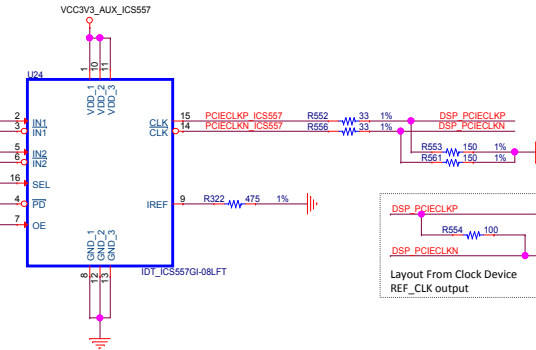 VCC3V3_AUX_ICS557
U24
1 10 11
VDD_1 VDD_2 VDD_3
2 IN1
3 IN1
5 IN2
6 IN2
16 SEL
4 PD
7 OE
CLK 15 PCIECLKP_ICS557 R552 33 1% DSP_PCIECLKP
CLK 14 PCIECLKN_ICS557 R556 33 1% DSP_PCIECLKN
R553 150 1%
R561 150 1%
IREF 9 R322 475 1%
GND_1 GND_2 GND_3
8 12 13
IDT_ICS557GI-08LFT
DSP_PCIECLKP
R554 100
DSP_PCIECLKN
Layout From Clock Device
REF_CLK output